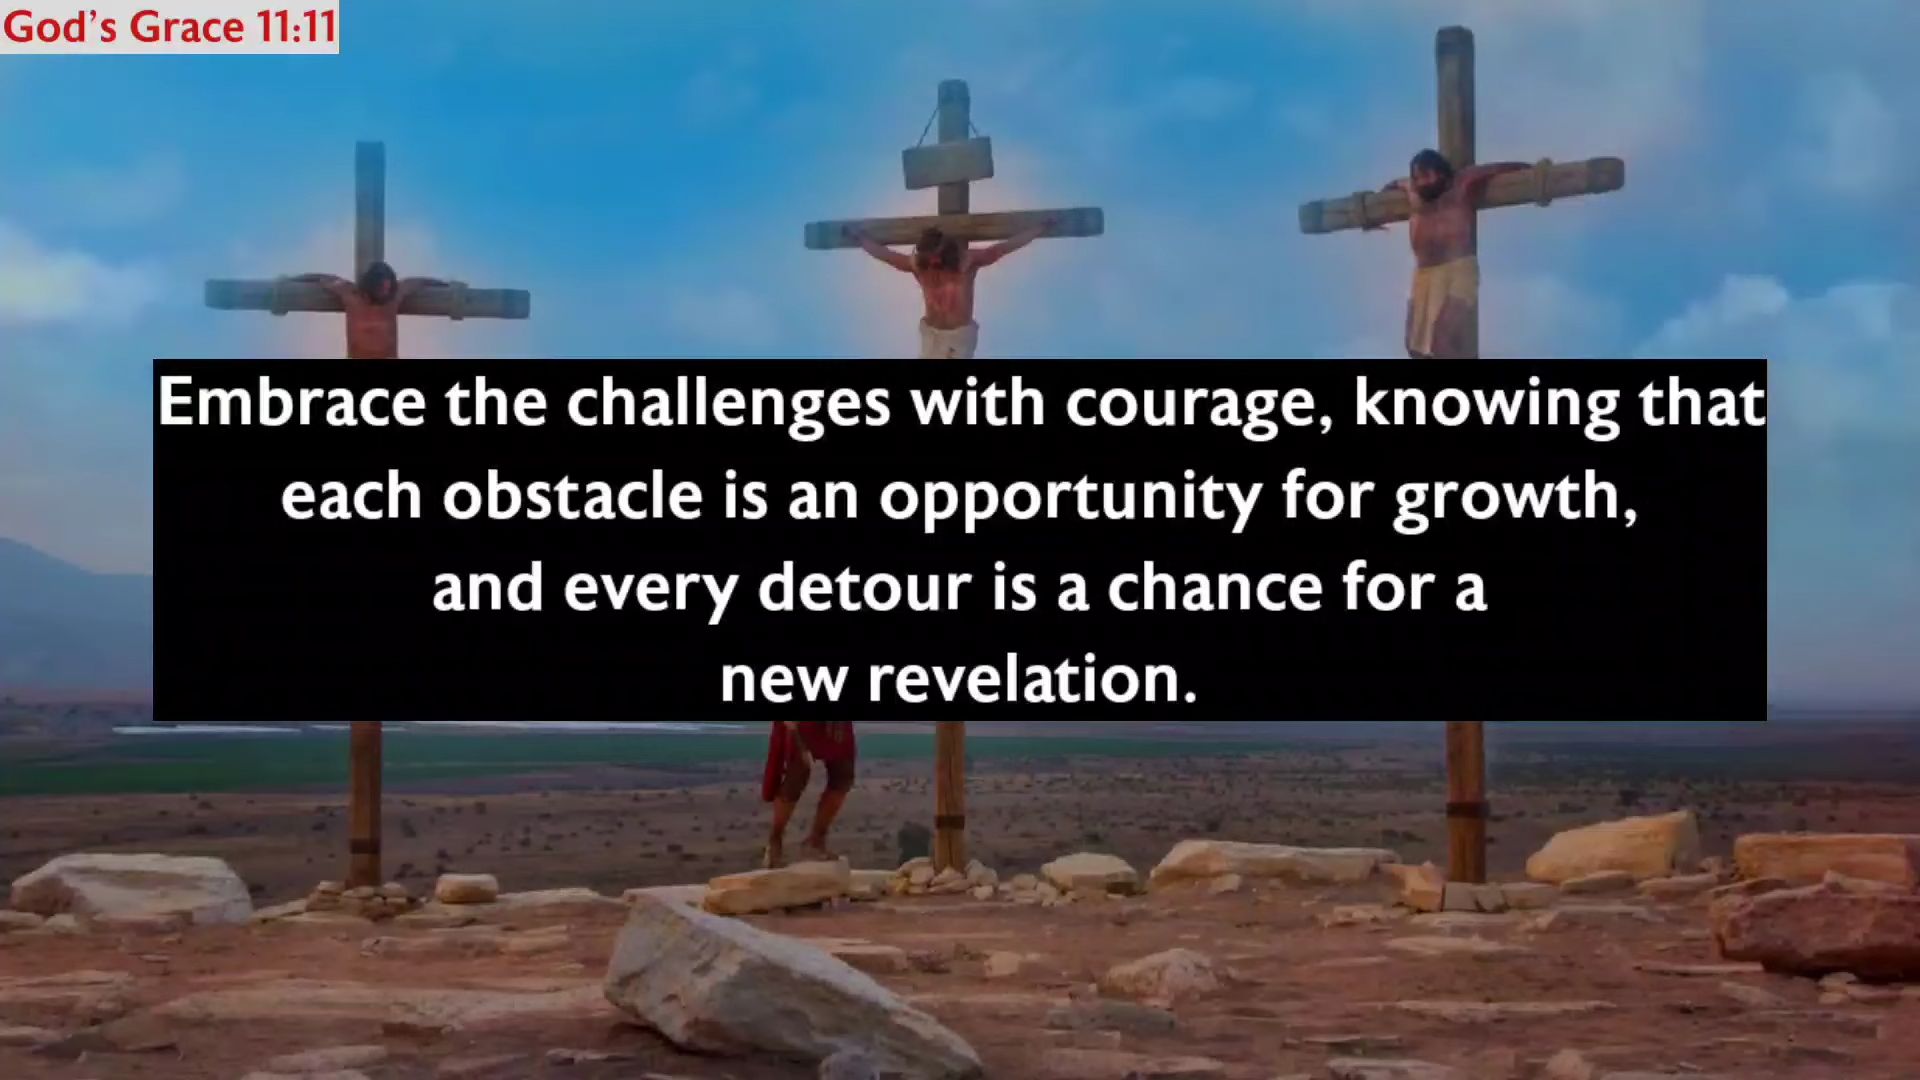 God's Grace 11:11
Embrace the challenges with courage, knowing that
each obstacle is an opportunity for growth,
and every detour is a chance for a
new revelation.